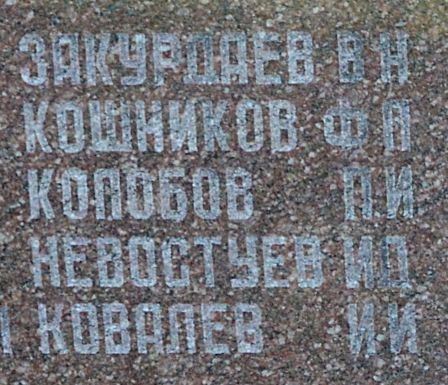 ЗАКУРДАЕВ В Н
КОШНИКОВ Ф П
КОЛОБОВ П И
НЕВОСТУЕВ И Д
КОВАЛЕВ И И